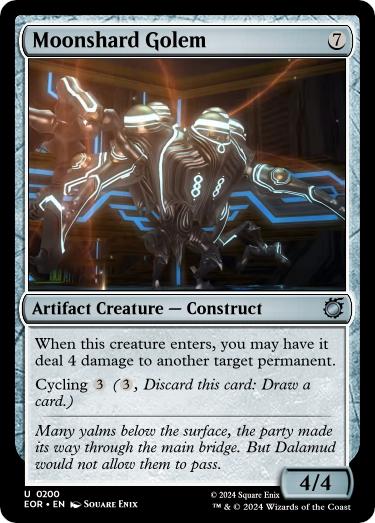 Moonshard Golem 7
Artifact Creature — Construct
When this creature enters, you may have it
deal 4 damage to another target permanent.
Cycling 3 (3, Discard this card: Draw a
card.)
Many yalms below the surface, the party made
its way through the main bridge. But Dalamud
would not allow them to pass.
4/4
U 0200
EOR • EN SQUARE ENIX
© 2024 Square Enix
™ & © 2024 Wizards of the Coast